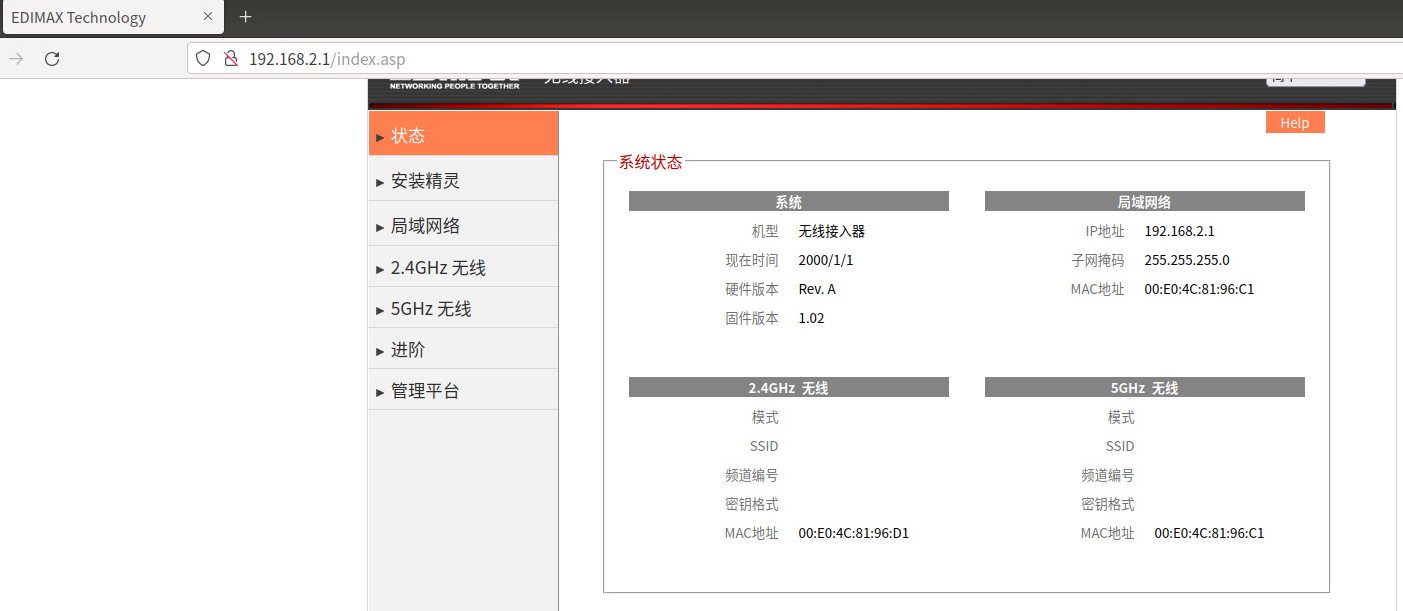 EDIMAX Technology
192.168.2.1/index.asp
NETWORKING PEOPLE TOGETHER
无线接入器
Help
状态
安装精灵
局域网络
2.4GHz 无线
5GHz 无线
进阶
管理平台
系统状态
系统
机型 无线接入器
现在时间 2000/1/1
硬件版本 Rev. A
固件版本 1.02
局域网络
IP地址 192.168.2.1
子网掩码 255.255.255.0
MAC地址 00:E0:4C:81:96:C1
2.4GHz 无线
模式
SSID
频道编号
密钥格式
MAC地址 00:E0:4C:81:96:D1
5GHz 无线
模式
SSID
频道编号
密钥格式
MAC地址 00:E0:4C:81:96:C1